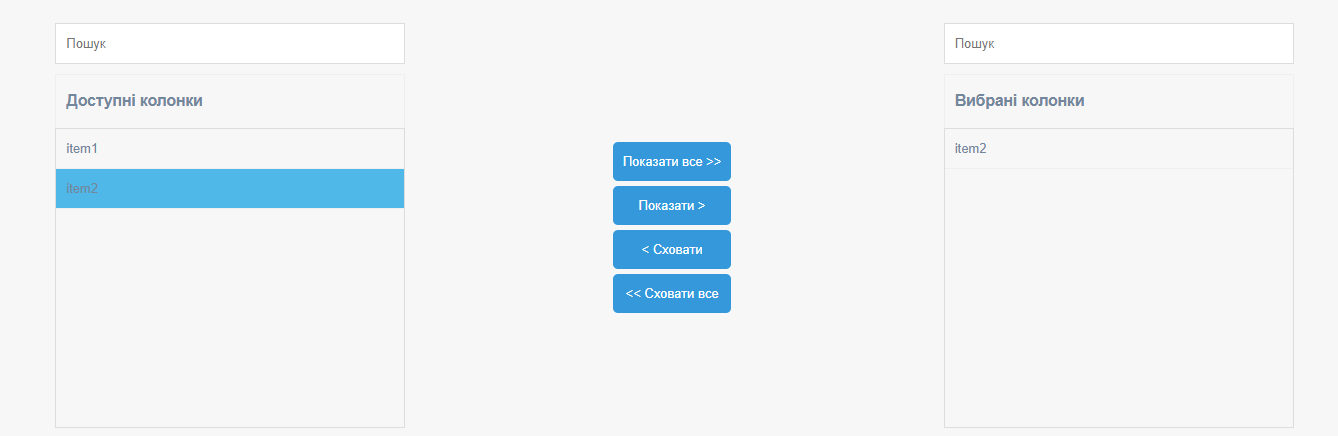 Пошук
Доступні колонки
item1
item2
Показати все >>
Показати >
< Сховати
<< Сховати все
Пошук
Вибрані колонки
item2